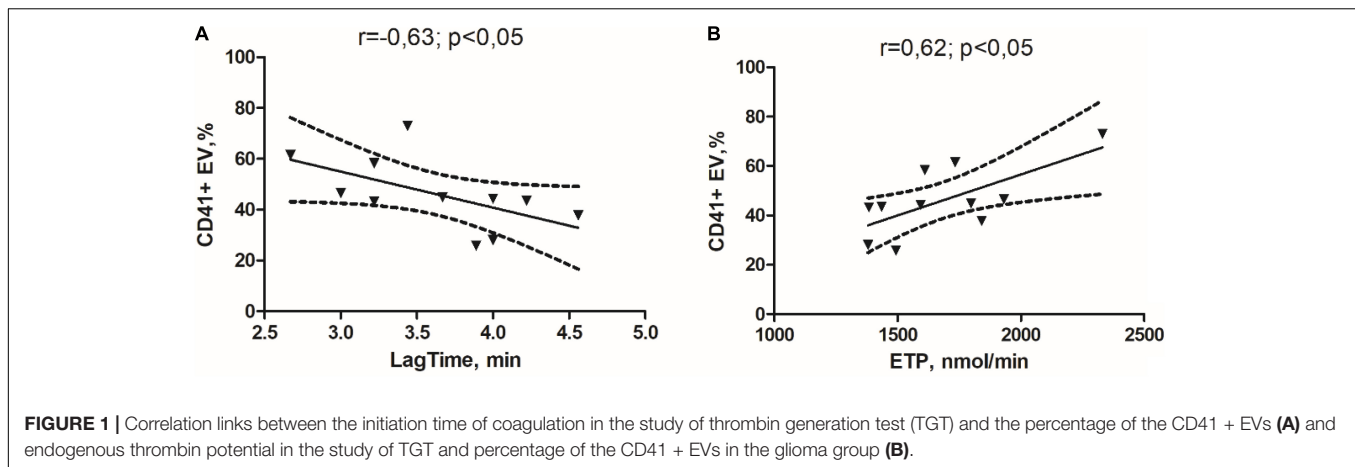 A
r=-0,63; p<0,05
CD41+ EV,%
100
80
60
40
20
0
2.5 3.0 3.5 4.0 4.5 5.0
LagTime, min
B
r=0,62; p<0,05
CD41+ EV,%
100
80
60
40
20
0
1000 1500 2000 2500
ETP, nmol/min
FIGURE 1 | Correlation links between the initiation time of coagulation in the study of thrombin generation test (TGT) and the percentage of the CD41 + EVs (A) and
endogenous thrombin potential in the study of TGT and percentage of the CD41 + EVs in the glioma group (B).